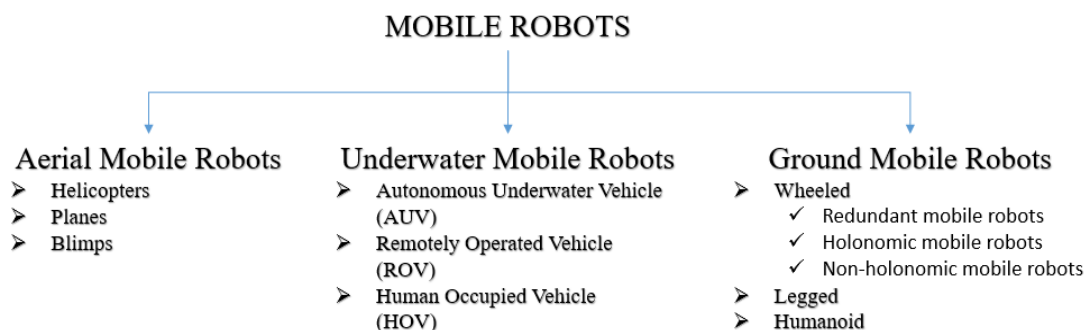 MOBILE ROBOTS
Aerial Mobile Robots
Helicopters
Planes
Blimps
Underwater Mobile Robots
Autonomous Underwater Vehicle
(AUV)
Remotely Operated Vehicle
(ROV)
Human Occupied Vehicle
(HOV)
Ground Mobile Robots
Wheeled
Redundant mobile robots
Holonomic mobile robots
Non-holonomic mobile robots
Legged
Humanoid